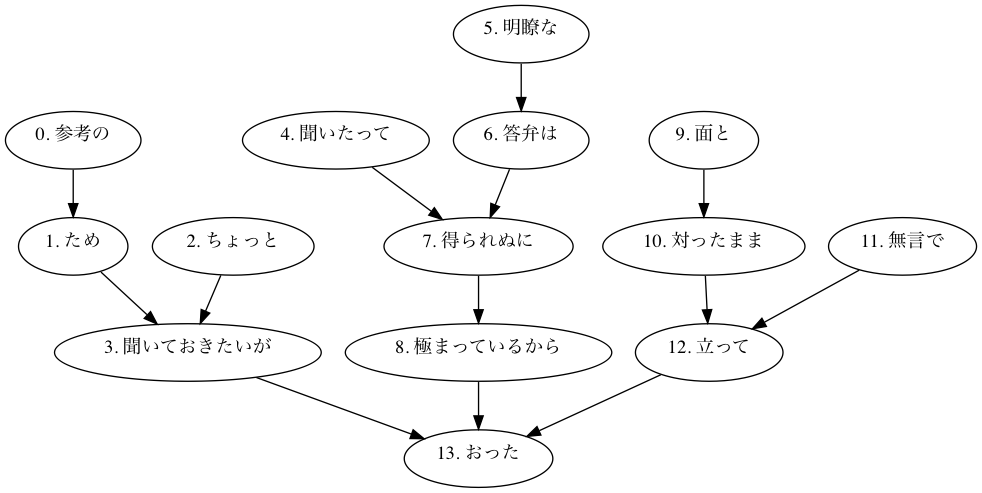 5. 明瞭な
0. 参考の
4. 聞いたって
6. 答弁は
9. 面と
1. ため
2. ちょっと
7. 得られぬに
10. 対ったまま
11. 無言で
3. 聞いておきたいが
8. 極まっているから
12. 立って
13. おった